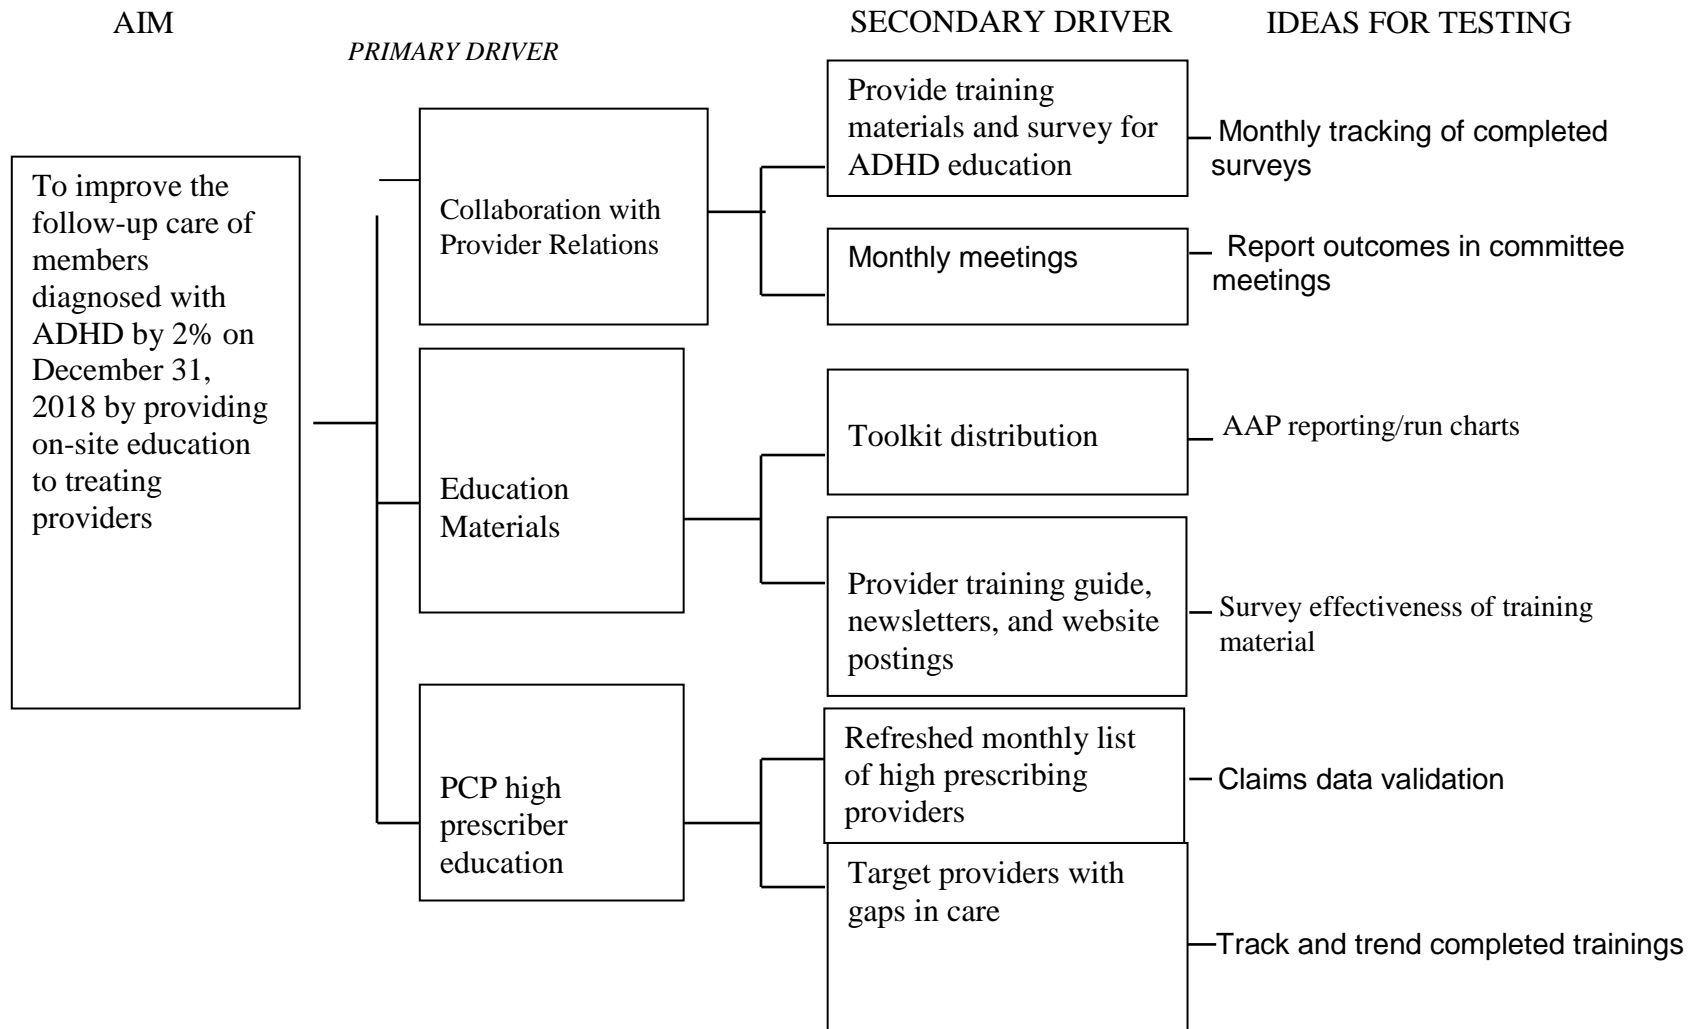 AIM
PRIMARY DRIVER
SECONDARY DRIVER
IDEAS FOR TESTING
To improve the
follow-up care of
members
diagnosed with
ADHD by 2% on
December 31,
2018 by providing
on-site education
to treating
providers
Collaboration with
Provider Relations
Provide training
materials and survey for
ADHD education
Monthly tracking of completed
surveys
Monthly meetings
Report outcomes in committee
meetings
Education
Materials
Toolkit distribution
AAP reporting/run charts
Provider training guide,
newsletters, and website
postings
Survey effectiveness of training
material
PCP high
prescriber
education
Refreshed monthly list
of high prescribing
providers
Claims data validation
Target providers with
gaps in care
Track and trend completed trainings